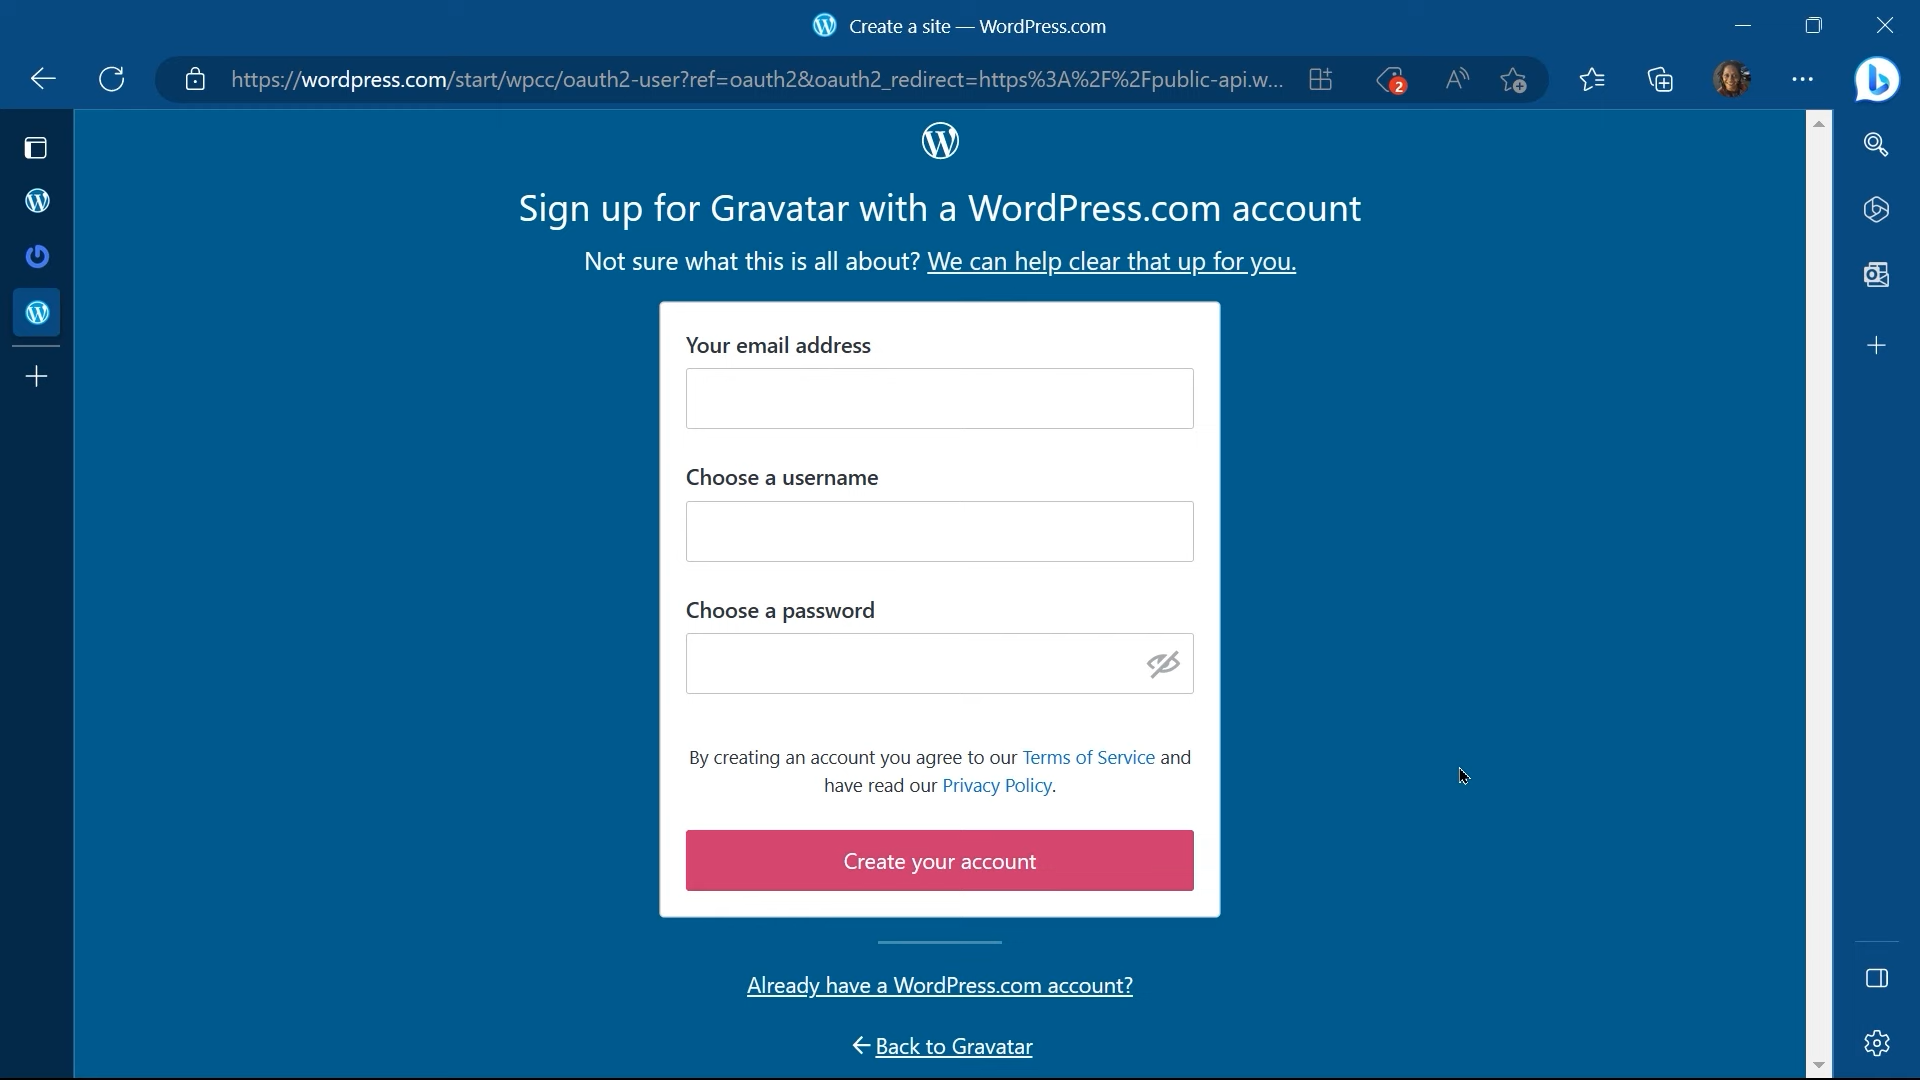 Create a site — WordPress.com
https://wordpress.com/start/wpcc/oauth2-user?ref=oauth2&oauth2_redirect=https%3A%2F%2Fpublic-api.w...
2
Sign up for Gravatar with a WordPress.com account
Not sure what this is all about? We can help clear that up for you.
Your email address
Choose a username
Choose a password
By creating an account you agree to our Terms of Service and
have read our Privacy Policy.
Create your account
Already have a WordPress.com account?
← Back to Gravatar